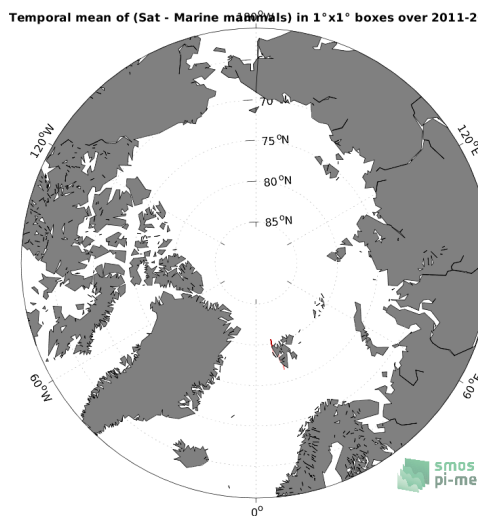 Temporal mean of (Sat - Marine mammals) in 1°x1° boxes over 2011-2
180°W
70
75°N
80°N
85°N
120°W
120°E
60°W
60°E
0°
smos
pi-me